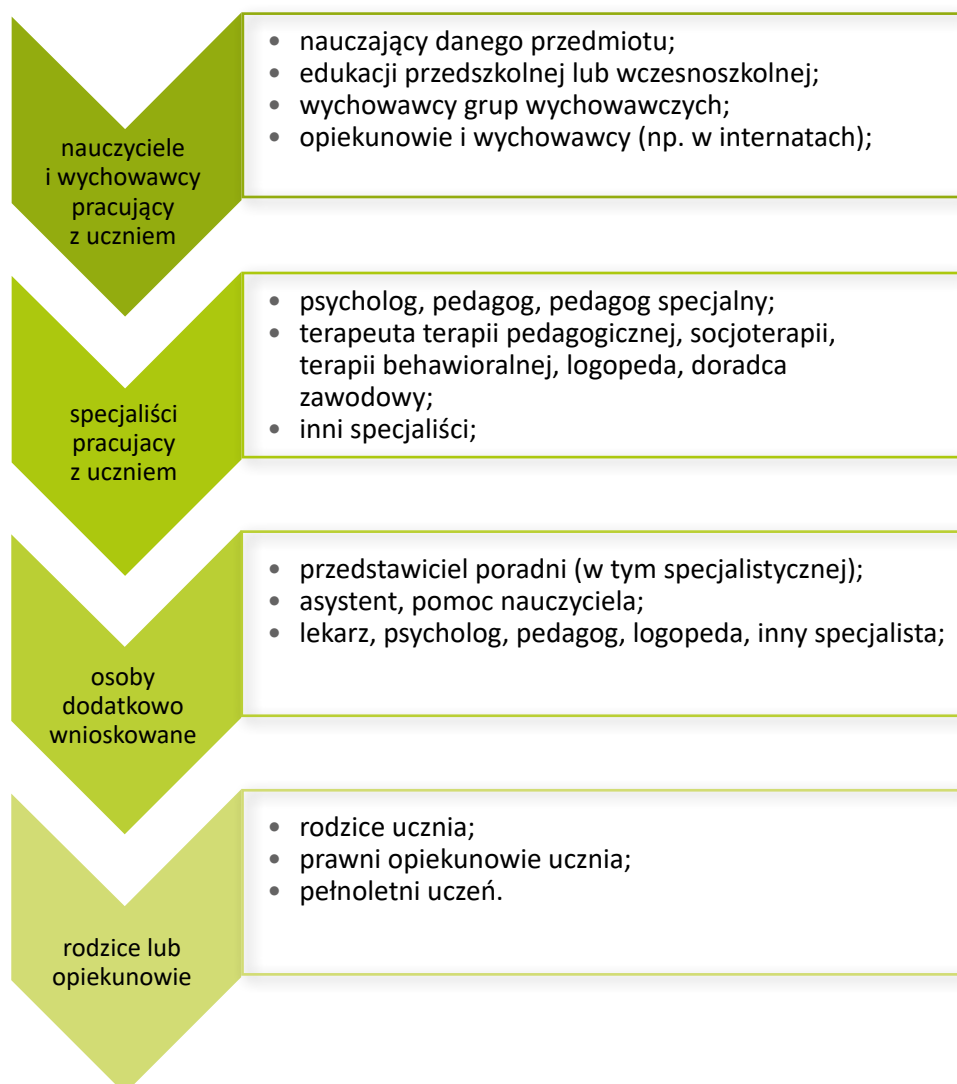 nauczyciele
i wychowawcy
pracujący
z uczniem
• nauczający danego przedmiotu;
• edukacji przedszkolnej lub wczesnoszkolnej;
• wychowawcy grup wychowawczych;
• opiekunowie i wychowawcy (np. w internatach);
specjaliści
pracujacy
z uczniem
• psycholog, pedagog, pedagog specjalny;
• terapeuta terapii pedagogicznej, socjoterapii,
terapii behawioralnej, logopeda, doradca
zawodowy;
• inni specjaliści;
osoby
dodatkowo
wnioskowane
• przedstawiciel poradni (w tym specjalistycznej);
• asystent, pomoc nauczyciela;
• lekarz, psycholog, pedagog, logopeda, inny specjalista;
rodzice lub
opiekunowie
• rodzice ucznia;
• prawni opiekunowie ucznia;
• pełnoletni uczeń.